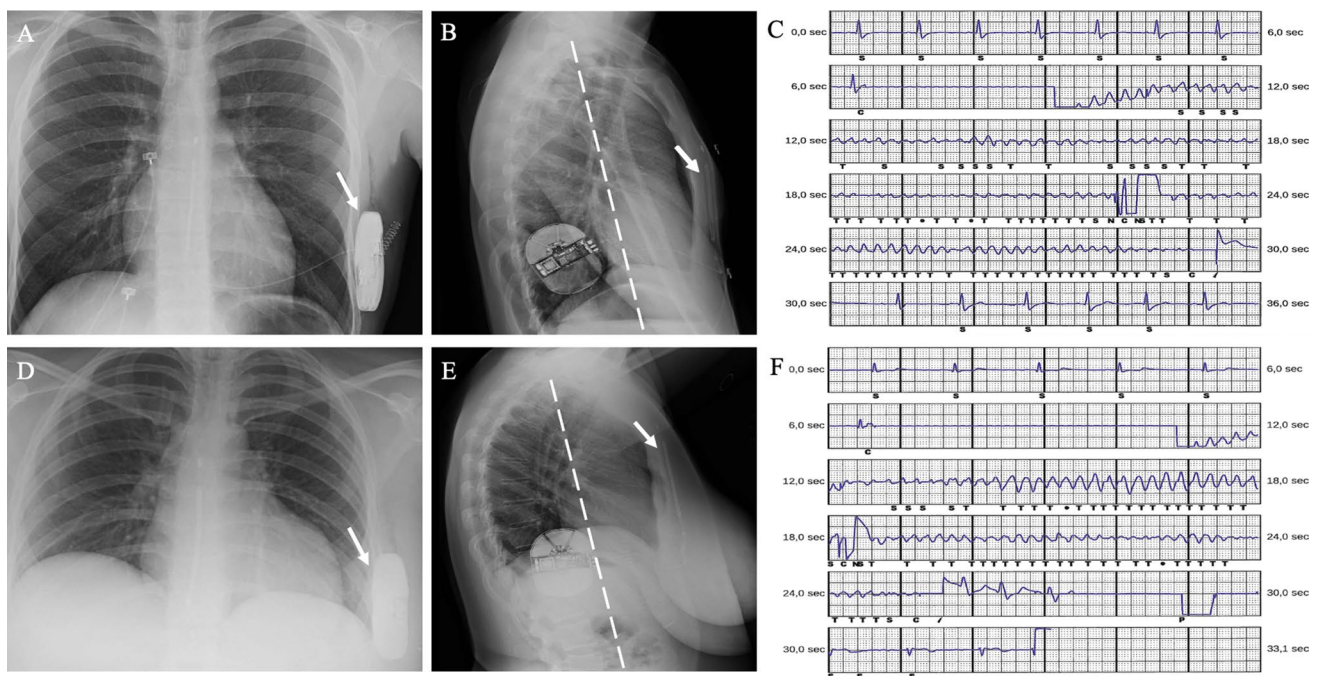 A
B
C
0,0 sec
6,0 sec
S S S S S S S
6,0 sec
12,0 sec
C S S S S
12,0 sec
18,0 sec
T S S S S S T T S S S S T T T
18,0 sec
24,0 sec
24,0 sec
30,0 sec
30,0 sec
36,0 sec
S S S S
D
E
F
0,0 sec
6,0 sec
S S S S S
6,0 sec
12,0 sec
C
12,0 sec
18,0 sec
18,0 sec
24,0 sec
24,0 sec
30,0 sec
T T T T S C / P
30,0 sec
33,1 sec